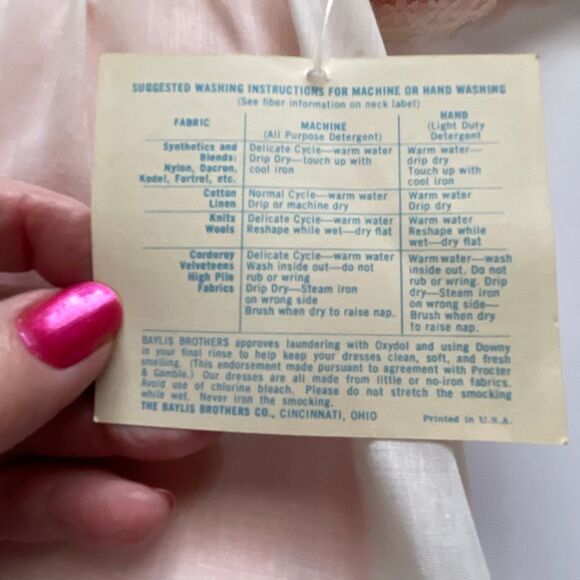 SUGGESTED WASHING INSTRUCTIONS FOR MACHINE OR HAND WASHING
(See fiber information on neck label)
FABRIC
MACHINE
(All Purpose Detergent)
HAND
(Light Duty
Detergent
Synthetics and
Blends:
Nylon, Dacron,
Kodel, Fortrel, etc.
Delicate Cycle—warm water
Drip Dry—touch up with
cool iron
Warm water—
drip dry
Touch up with
cool iron
Cotton
Linen
Normal Cycle—warm water
Drip or machine dry
Warm water
Drip dry
Knits
Wools
Delicate Cycle—warm water
Reshape while wet—dry flat
Warm water
Reshape while
wet—dry flat
Corduroy
Velveteens
High Pile
Fabrics
Delicate Cycle—warm water
Wash inside out—do not
rub or wring
Drip Dry—Steam iron
on wrong side
Brush when dry to raise nap.
Warm water—wash
inside out. Do not
rub or wring. Drip
dry—Steam iron
on wrong side—
Brush when dry
to raise nap.
BAYLIS BROTHERS approves laundering with Oxydol and using Downy
in your final rinse to help keep your dresses clean, soft, and fresh
smelling. (This endorsement made pursuant to agreement with Procter
& Gamble.) Our dresses are all made from little or no-iron fabrics.
Avoid use of chlorine bleach. Please do not stretch the smocking
while wet. Never iron the smocking.
THE BAYLIS BROTHERS CO., CINCINNATI, OHIO
Printed in U.S.A.